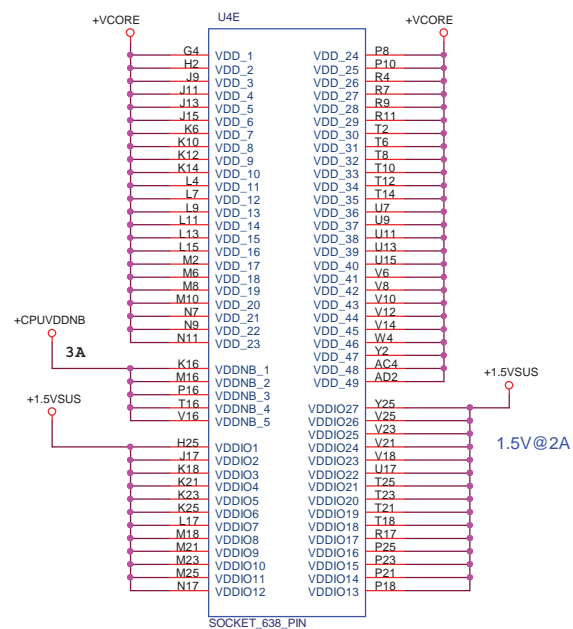 +VCORE U4E +VCORE
G4 VDD_1 VDD_24 P8
H2 VDD_2 VDD_25 P10
J9 VDD_3 VDD_26 R4
J11 VDD_4 VDD_27 R7
J13 VDD_5 VDD_28 R9
J15 VDD_6 VDD_29 R11
K6 VDD_7 VDD_30 T2
K10 VDD_8 VDD_31 T6
K12 VDD_9 VDD_32 T8
K14 VDD_10 VDD_33 T10
L4 VDD_11 VDD_34 T12
L7 VDD_12 VDD_35 T14
L9 VDD_13 VDD_36 U7
L11 VDD_14 VDD_37 U9
L13 VDD_15 VDD_38 U11
L15 VDD_16 VDD_39 U13
M2 VDD_17 VDD_40 U15
M6 VDD_18 VDD_41 V6
M8 VDD_19 VDD_42 V8
M10 VDD_20 VDD_43 V10
N7 VDD_21 VDD_44 V12
N9 VDD_22 VDD_45 V14
N11 VDD_23 VDD_46 W4
VDD_47 Y2
+CPUVDDNB
3A
K16 VDDNB_1 VDD_48 AC4
M16 VDDNB_2 VDD_49 AD2
P16 VDDNB_3
T16 VDDNB_4 VDDIO27 Y25
V16 VDDNB_5 VDDIO26 V25
+1.5VSUS +1.5VSUS
VDDIO25 V23
H25 VDDIO1 VDDIO24 V21
1.5V@2A
J17 VDDIO2 VDDIO23 V18
K18 VDDIO3 VDDIO22 U17
K21 VDDIO4 VDDIO21 T25
K23 VDDIO5 VDDIO20 T23
K25 VDDIO6 VDDIO19 T21
L17 VDDIO7 VDDIO18 T18
M18 VDDIO8 VDDIO17 R17
M21 VDDIO9 VDDIO16 P25
M23 VDDIO10 VDDIO15 P23
M25 VDDIO11 VDDIO14 P21
N17 VDDIO12 VDDIO13 P18
SOCKET_638_PIN